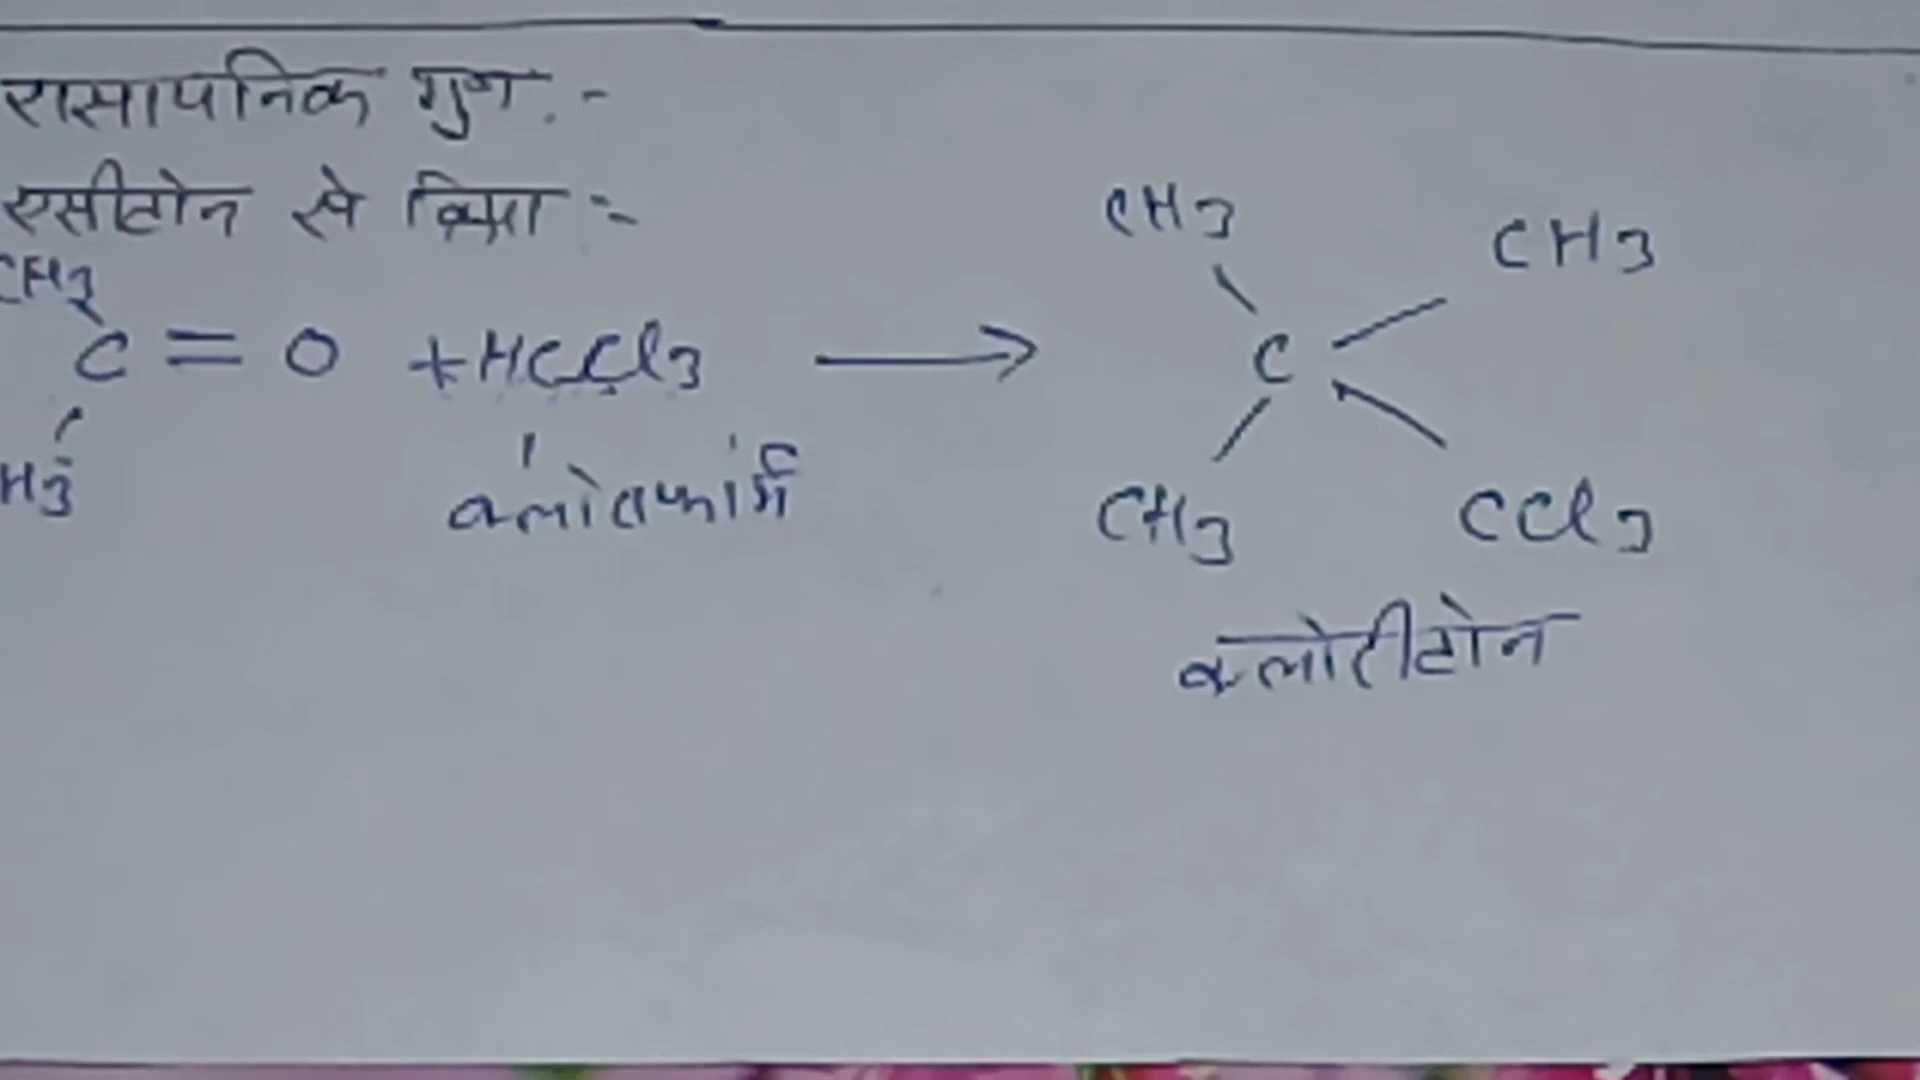 रासायनिक गुण :-
एसीटोन से क्रिया :-
CH3 CH3 CH3
C = O + HCCl3 → C
H3 CH3 CCl3
क्लोरोफार्म
क्लोरीटोन